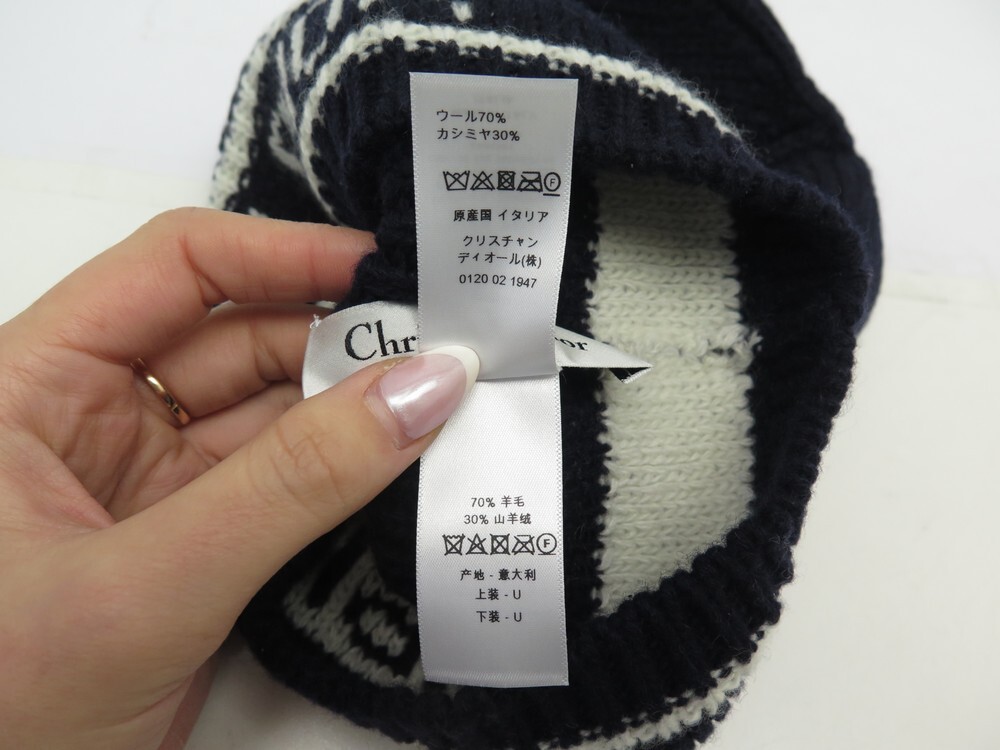 ウール70%
カシミヤ30%
F
原産国 イタリア
クリスチャン
ディオール(株)
0120 02 1947
Chr
or
70% 羊毛
30% 山羊绒
F
产地 - 意大利
上装 - U
下装 - U